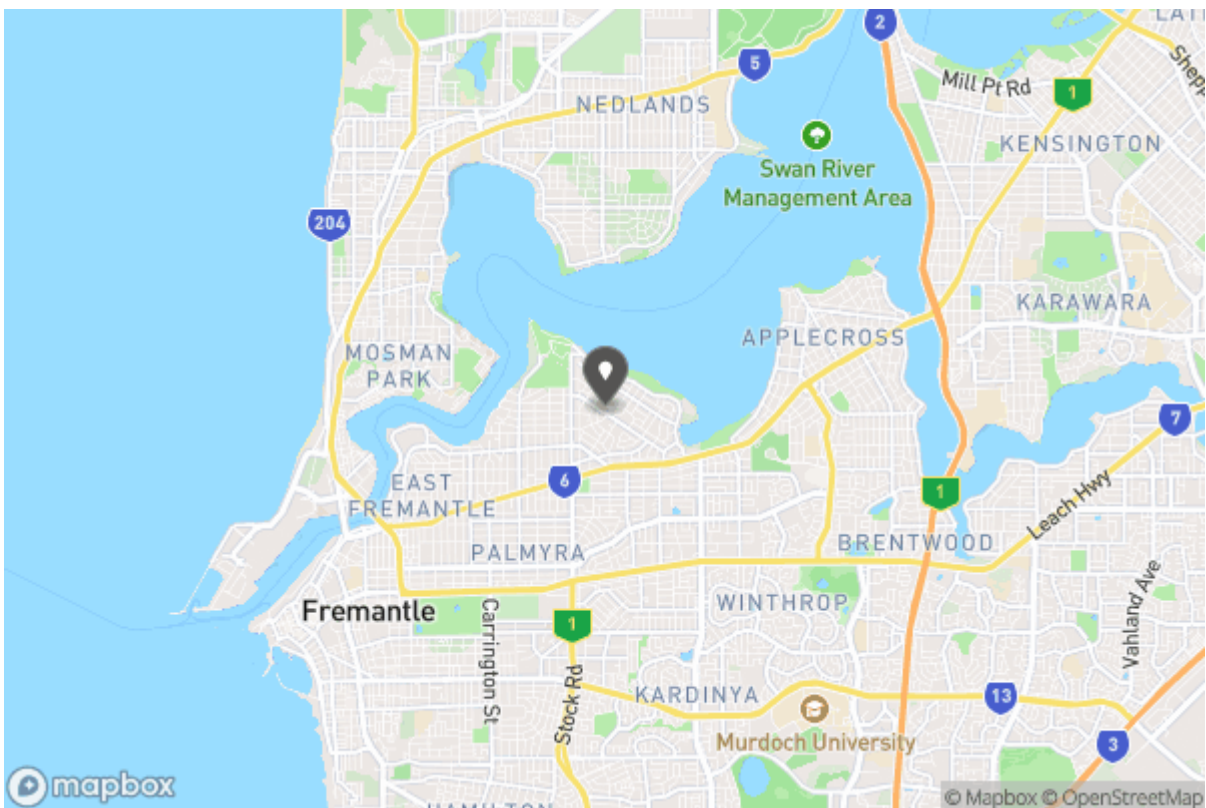 2
LATH
5
Mill Pt Rd
1
NEDLANDS
KENSINGTON
Swan River
Management Area
204
KARAWARA
APPLECROSS
MOSMAN
PARK
7
EAST
FREMANTLE
6
1
Leach Hwy
PALMYRA
BRENTWOOD
Fremantle
Carrington St
1
Stock Rd
WINTHROP
Vahland Ave
KARDINYA
13
Murdoch University
3
mapbox
© Mapbox © OpenStreetMap